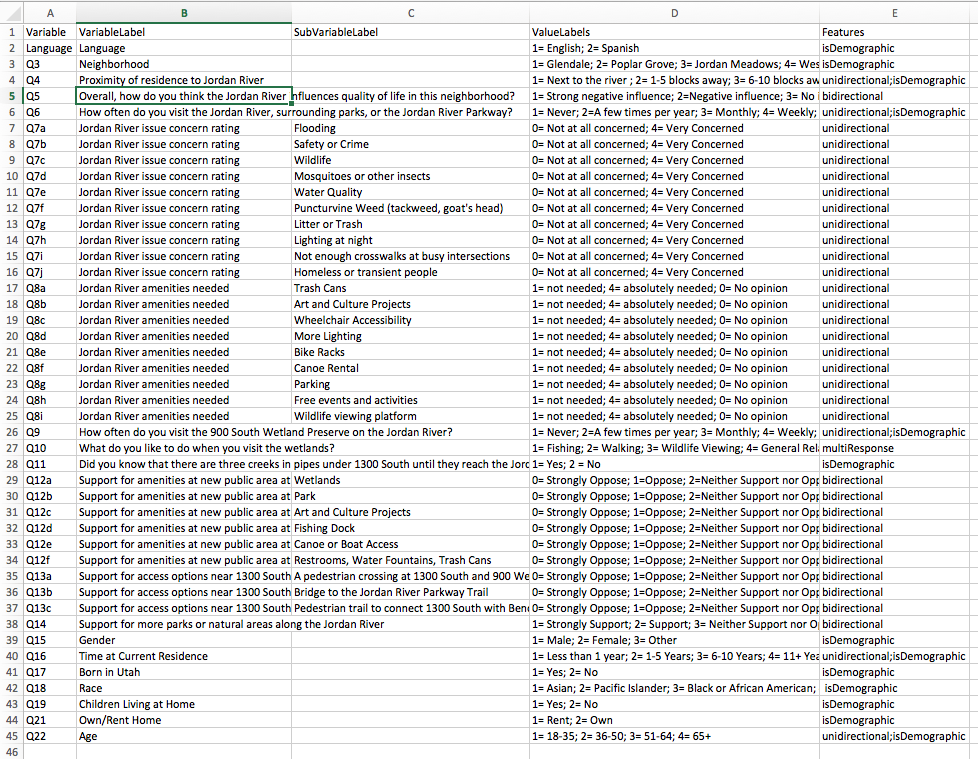 A B C D E
1 Variable VariableLabel SubVariableLabel ValueLabels Features
2 Language Language 1= English; 2= Spanish isDemographic
3 Q3 Neighborhood 1= Glendale; 2= Poplar Grove; 3= Jordan Meadows; 4= Wes isDemographic
4 Q4 Proximity of residence to Jordan River 1= Next to the river ; 2= 1-5 blocks away; 3= 6-10 blocks aw unidirectional;isDemographic
5 Q5 Overall, how do you think the Jordan River influences quality of life in this neighborhood? 1= Strong negative influence; 2=Negative influence; 3= No bidirectional
6 Q6 How often do you visit the Jordan River, surrounding parks, or the Jordan River Parkway? 1= Never; 2=A few times per year; 3= Monthly; 4= Weekly; unidirectional;isDemographic
7 Q7a Jordan River issue concern rating Flooding 0= Not at all concerned; 4= Very Concerned unidirectional
8 Q7b Jordan River issue concern rating Safety or Crime 0= Not at all concerned; 4= Very Concerned unidirectional
9 Q7c Jordan River issue concern rating Wildlife 0= Not at all concerned; 4= Very Concerned unidirectional
10 Q7d Jordan River issue concern rating Mosquitoes or other insects 0= Not at all concerned; 4= Very Concerned unidirectional
11 Q7e Jordan River issue concern rating Water Quality 0= Not at all concerned; 4= Very Concerned unidirectional
12 Q7f Jordan River issue concern rating Puncturvine Weed (tackweed, goat's head) 0= Not at all concerned; 4= Very Concerned unidirectional
13 Q7g Jordan River issue concern rating Litter or Trash 0= Not at all concerned; 4= Very Concerned unidirectional
14 Q7h Jordan River issue concern rating Lighting at night 0= Not at all concerned; 4= Very Concerned unidirectional
15 Q7i Jordan River issue concern rating Not enough crosswalks at busy intersections 0= Not at all concerned; 4= Very Concerned unidirectional
16 Q7j Jordan River issue concern rating Homeless or transient people 0= Not at all concerned; 4= Very Concerned unidirectional
17 Q8a Jordan River amenities needed Trash Cans 1= not needed; 4= absolutely needed; 0= No opinion unidirectional
18 Q8b Jordan River amenities needed Art and Culture Projects 1= not needed; 4= absolutely needed; 0= No opinion unidirectional
19 Q8c Jordan River amenities needed Wheelchair Accessibility 1= not needed; 4= absolutely needed; 0= No opinion unidirectional
20 Q8d Jordan River amenities needed More Lighting 1= not needed; 4= absolutely needed; 0= No opinion unidirectional
21 Q8e Jordan River amenities needed Bike Racks 1= not needed; 4= absolutely needed; 0= No opinion unidirectional
22 Q8f Jordan River amenities needed Canoe Rental 1= not needed; 4= absolutely needed; 0= No opinion unidirectional
23 Q8g Jordan River amenities needed Parking 1= not needed; 4= absolutely needed; 0= No opinion unidirectional
24 Q8h Jordan River amenities needed Free events and activities 1= not needed; 4= absolutely needed; 0= No opinion unidirectional
25 Q8i Jordan River amenities needed Wildlife viewing platform 1= not needed; 4= absolutely needed; 0= No opinion unidirectional
26 Q9 How often do you visit the 900 South Wetland Preserve on the Jordan River? 1= Never; 2=A few times per year; 3= Monthly; 4= Weekly; unidirectional;isDemographic
27 Q10 What do you like to do when you visit the wetlands? 1= Fishing; 2= Walking; 3= Wildlife Viewing; 4= General Rel multiResponse
28 Q11 Did you know that there are three creeks in pipes under 1300 South until they reach the Jord 1= Yes; 2 = No isDemographic
29 Q12a Support for amenities at new public area at Wetlands 0= Strongly Oppose; 1=Oppose; 2=Neither Support nor Opp bidirectional
30 Q12b Support for amenities at new public area at Park 0= Strongly Oppose; 1=Oppose; 2=Neither Support nor Opp bidirectional
31 Q12c Support for amenities at new public area at Art and Culture Projects 0= Strongly Oppose; 1=Oppose; 2=Neither Support nor Opp bidirectional
32 Q12d Support for amenities at new public area at Fishing Dock 0= Strongly Oppose; 1=Oppose; 2=Neither Support nor Opp bidirectional
33 Q12e Support for amenities at new public area at Canoe or Boat Access 0= Strongly Oppose; 1=Oppose; 2=Neither Support nor Opp bidirectional
34 Q12f Support for amenities at new public area at Restrooms, Water Fountains, Trash Cans 0= Strongly Oppose; 1=Oppose; 2=Neither Support nor Opp bidirectional
35 Q13a Support for access options near 1300 South A pedestrian crossing at 1300 South and 900 We 0= Strongly Oppose; 1=Oppose; 2=Neither Support nor Opp bidirectional
36 Q13b Support for access options near 1300 South Bridge to the Jordan River Parkway Trail 0= Strongly Oppose; 1=Oppose; 2=Neither Support nor Opp bidirectional
37 Q13c Support for access options near 1300 South Pedestrian trail to connect 1300 South with Ben 0= Strongly Oppose; 1=Oppose; 2=Neither Support nor Opp bidirectional
38 Q14 Support for more parks or natural areas along the Jordan River 1= Strongly Support; 2= Support; 3= Neither Support nor O bidirectional
39 Q15 Gender 1= Male; 2= Female; 3= Other isDemographic
40 Q16 Time at Current Residence 1= Less than 1 year; 2= 1-5 Years; 3= 6-10 Years; 4= 11+ Yea unidirectional;isDemographic
41 Q17 Born in Utah 1= Yes; 2= No isDemographic
42 Q18 Race 1= Asian; 2= Pacific Islander; 3= Black or African American; isDemographic
43 Q19 Children Living at Home 1= Yes; 2= No isDemographic
44 Q21 Own/Rent Home 1= Rent; 2= Own isDemographic
45 Q22 Age 1= 18-35; 2= 36-50; 3= 51-64; 4= 65+ unidirectional;isDemographic
46